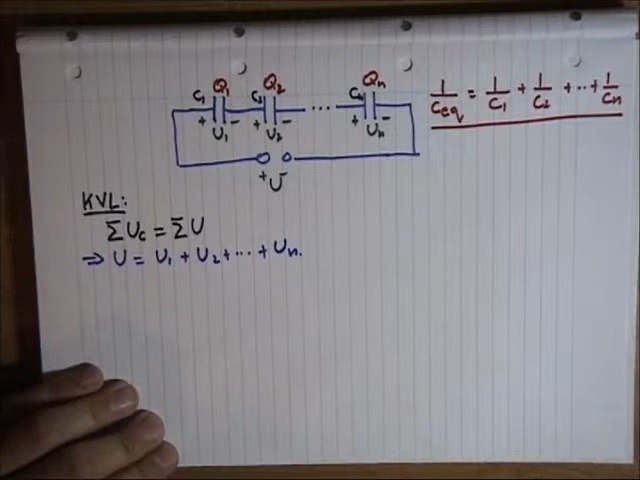 Q₁ Q₂ Qₙ
C₁ C₂ ... Cₙ
+ U₁ - + U₂ - + Uₙ -
+ U -
1/Ceq = 1/C₁ + 1/C₂ + ... + 1/Cₙ
KVL:
ΣUc = ΣU
⇒ U = U₁ + U₂ + ... + Uₙ.